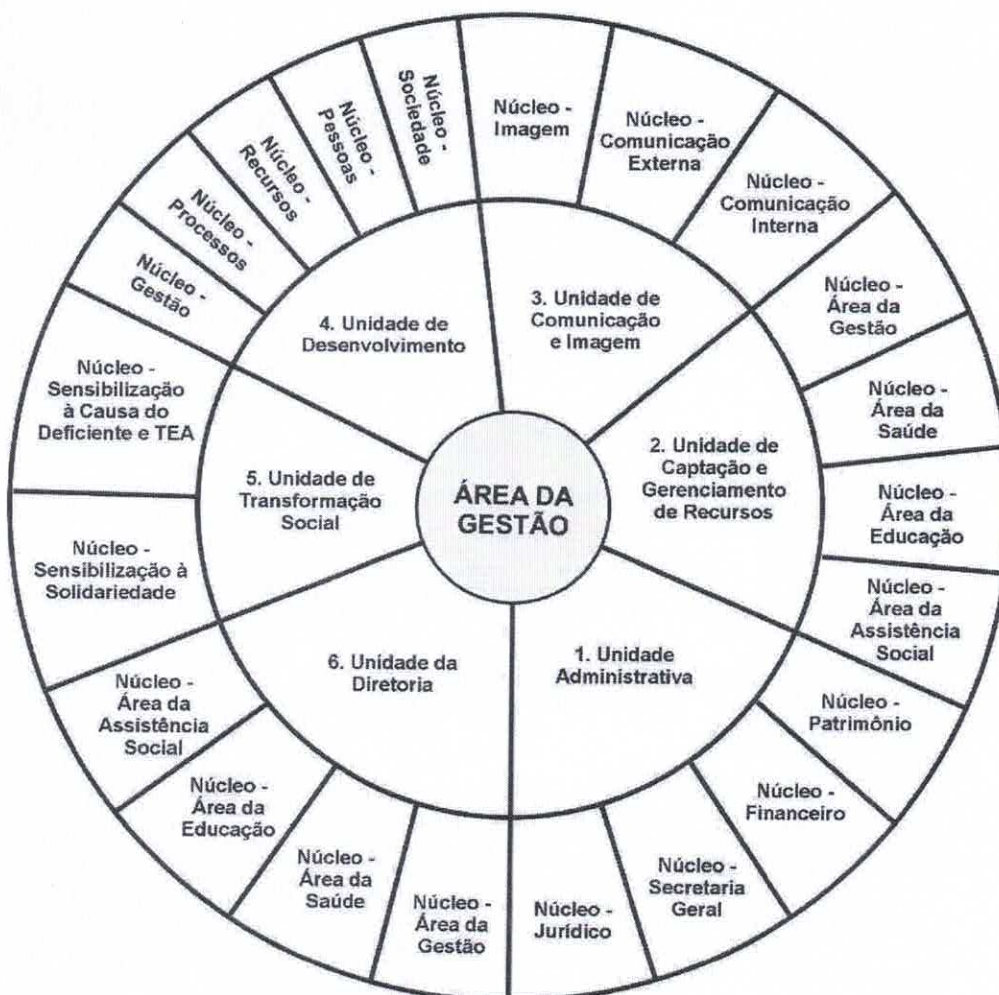 ÁREA DA
GESTÃO
1. Unidade
Administrativa
Núcleo -
Jurídico
Núcleo -
Secretaria
Geral
Núcleo -
Financeiro
Núcleo -
Patrimônio
2. Unidade de
Captação e
Gerenciamento
de Recursos
Núcleo -
Área da
Assistência
Social
Núcleo -
Área da
Educação
Núcleo -
Área da
Saúde
Núcleo -
Área da
Gestão
3. Unidade de
Comunicação
e Imagem
Núcleo -
Comunicação
Interna
Núcleo -
Comunicação
Externa
Núcleo -
Imagem
4. Unidade de
Desenvolvimento
Núcleo -
Sociedade
Núcleo -
Pessoas
Núcleo -
Recursos
Núcleo -
Processos
Núcleo -
Gestão
5. Unidade de
Transformação
Social
Núcleo -
Sensibilização
à Causa do
Deficiente e TEA
Núcleo -
Sensibilização à
Solidariedade
6. Unidade da
Diretoria
Núcleo -
Área da
Assistência
Social
Núcleo -
Área da
Educação
Núcleo -
Área da
Saúde
Núcleo -
Área da
Gestão